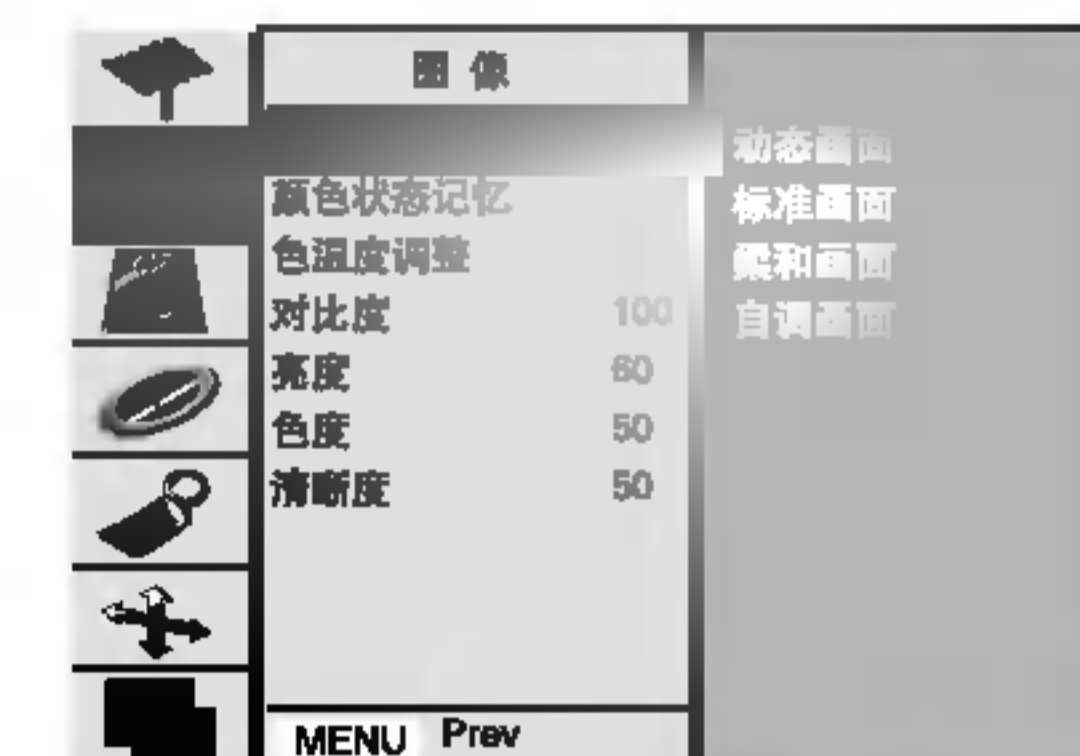 图 像
颜色状态记忆
色温度调整
对比度 100
亮度 60
色度 50
清晰度 50
MENU Prev
动态画面
标准画面
柔和画面
自调画面